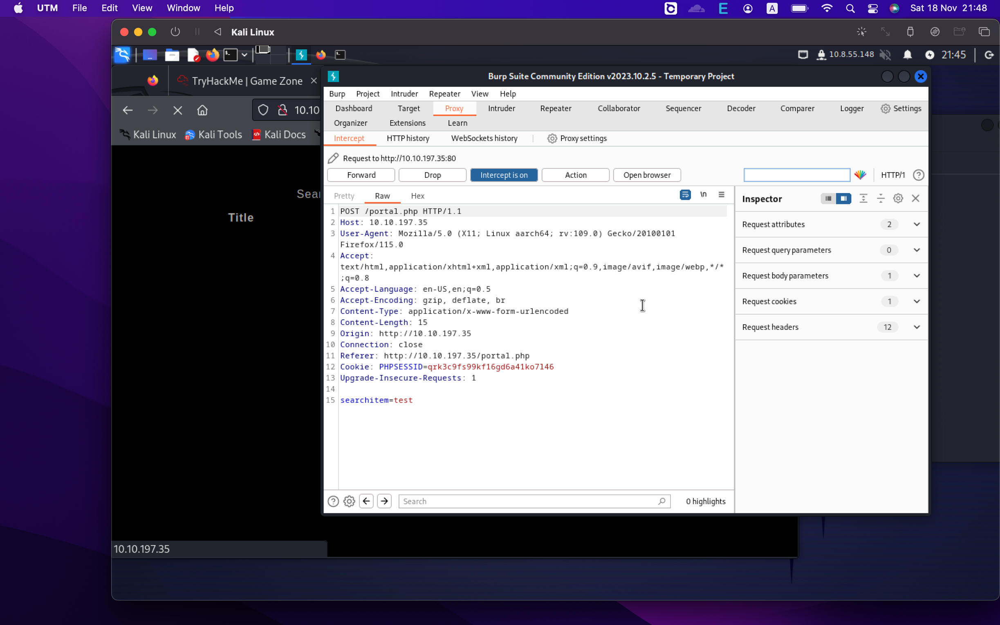 UTM File Edit View Window Help
E A Sat 18 Nov 21:48
Kali Linux
10.8.55.148 21:45
TryHackMe | Game Zone
Burp Suite Community Edition v2023.10.2.5 - Temporary Project
Burp Project Intruder Repeater View Help
Dashboard Target Proxy Intruder Repeater Collaborator Sequencer Decoder Comparer Logger Settings
10.10
Organizer Extensions Learn
Kali Linux Kali Tools Kali Docs
Intercept HTTP history WebSockets history Proxy settings
Request to http://10.10.197.35:80
Forward Drop Intercept is on Action Open browser HTTP/1
Sear
Title
Pretty Raw Hex \n
Inspector
1 POST /portal.php HTTP/1.1
2 Host: 10.10.197.35
3 User-Agent: Mozilla/5.0 (X11; Linux aarch64; rv:109.0) Gecko/20100101
Firefox/115.0
4 Accept:
text/html,application/xhtml+xml,application/xml;q=0.9,image/avif,image/webp,*/*
;q=0.8
5 Accept-Language: en-US,en;q=0.5
6 Accept-Encoding: gzip, deflate, br
7 Content-Type: application/x-www-form-urlencoded
8 Content-Length: 15
9 Origin: http://10.10.197.35
10 Connection: close
11 Referer: http://10.10.197.35/portal.php
12 Cookie: PHPSESSID=qrk3c9fs99kf16gd6a41ko7146
13 Upgrade-Insecure-Requests: 1
14
15 searchitem=test
Request attributes 2
Request query parameters 0
Request body parameters 1
Request cookies 1
Request headers 12
Search 0 highlights
10.10.197.35